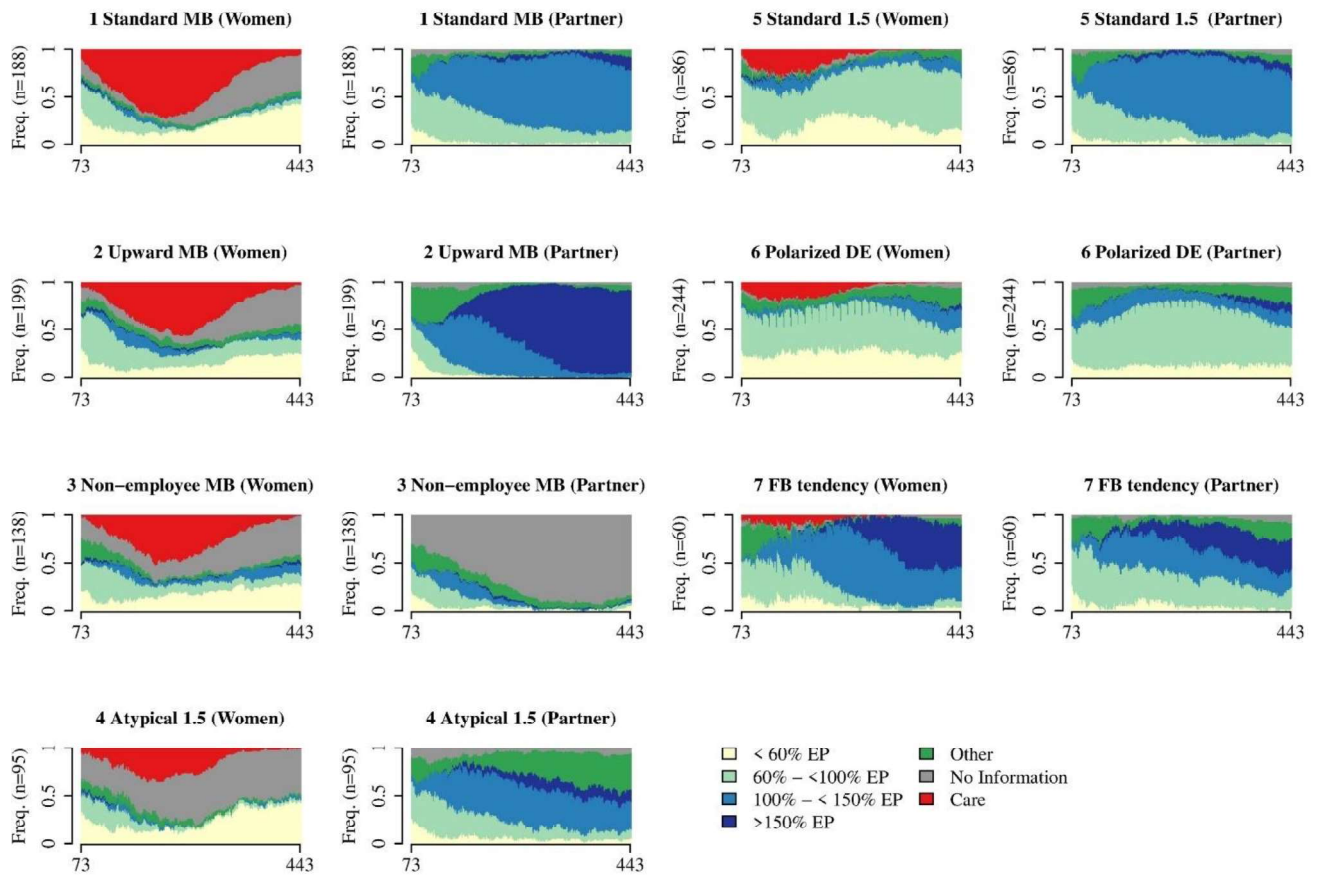 1 Standard MB (Women)
Freq. (n=188)
0 0.5 1
73 443
1 Standard MB (Partner)
Freq. (n=188)
0 0.5 1
73 443
5 Standard 1.5 (Women)
Freq. (n=86)
0 0.5 1
73 443
5 Standard 1.5 (Partner)
Freq. (n=86)
0 0.5 1
73 443
2 Upward MB (Women)
Freq. (n=199)
0 0.5 1
73 443
2 Upward MB (Partner)
Freq. (n=199)
0 0.5 1
73 443
6 Polarized DE (Women)
Freq. (n=244)
0 0.5 1
73 443
6 Polarized DE (Partner)
Freq. (n=244)
0 0.5 1
73 443
3 Non−employee MB (Women)
Freq. (n=138)
0 0.5 1
73 443
3 Non−employee MB (Partner)
Freq. (n=138)
0 0.5 1
73 443
7 FB tendency (Women)
Freq. (n=60)
0 0.5 1
73 443
7 FB tendency (Partner)
Freq. (n=60)
0 0.5 1
73 443
4 Atypical 1.5 (Women)
Freq. (n=95)
0 0.5 1
73 443
4 Atypical 1.5 (Partner)
Freq. (n=95)
0 0.5 1
73 443
< 60% EP
60% − <100% EP
100% − < 150% EP
>150% EP
Other
No Information
Care